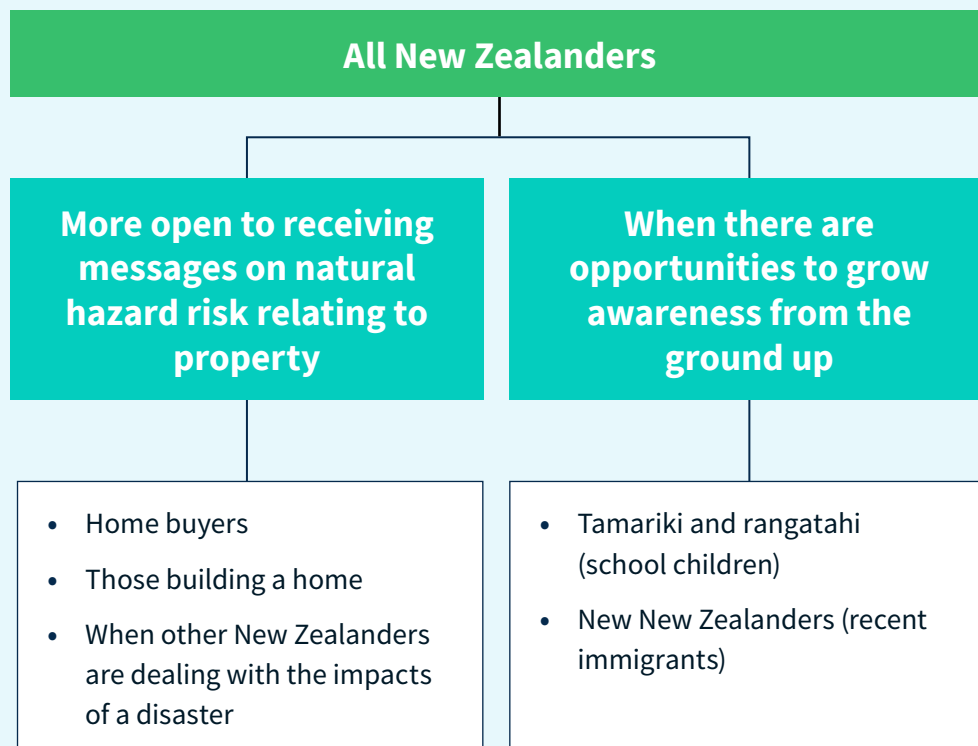 All New Zealanders
More open to receiving
messages on natural
hazard risk relating to
property
When there are
opportunities to grow
awareness from the
ground up
• Home buyers
• Those building a home
• When other New Zealanders
are dealing with the impacts
of a disaster
• Tamariki and rangatahi
(school children)
• New New Zealanders (recent
immigrants)